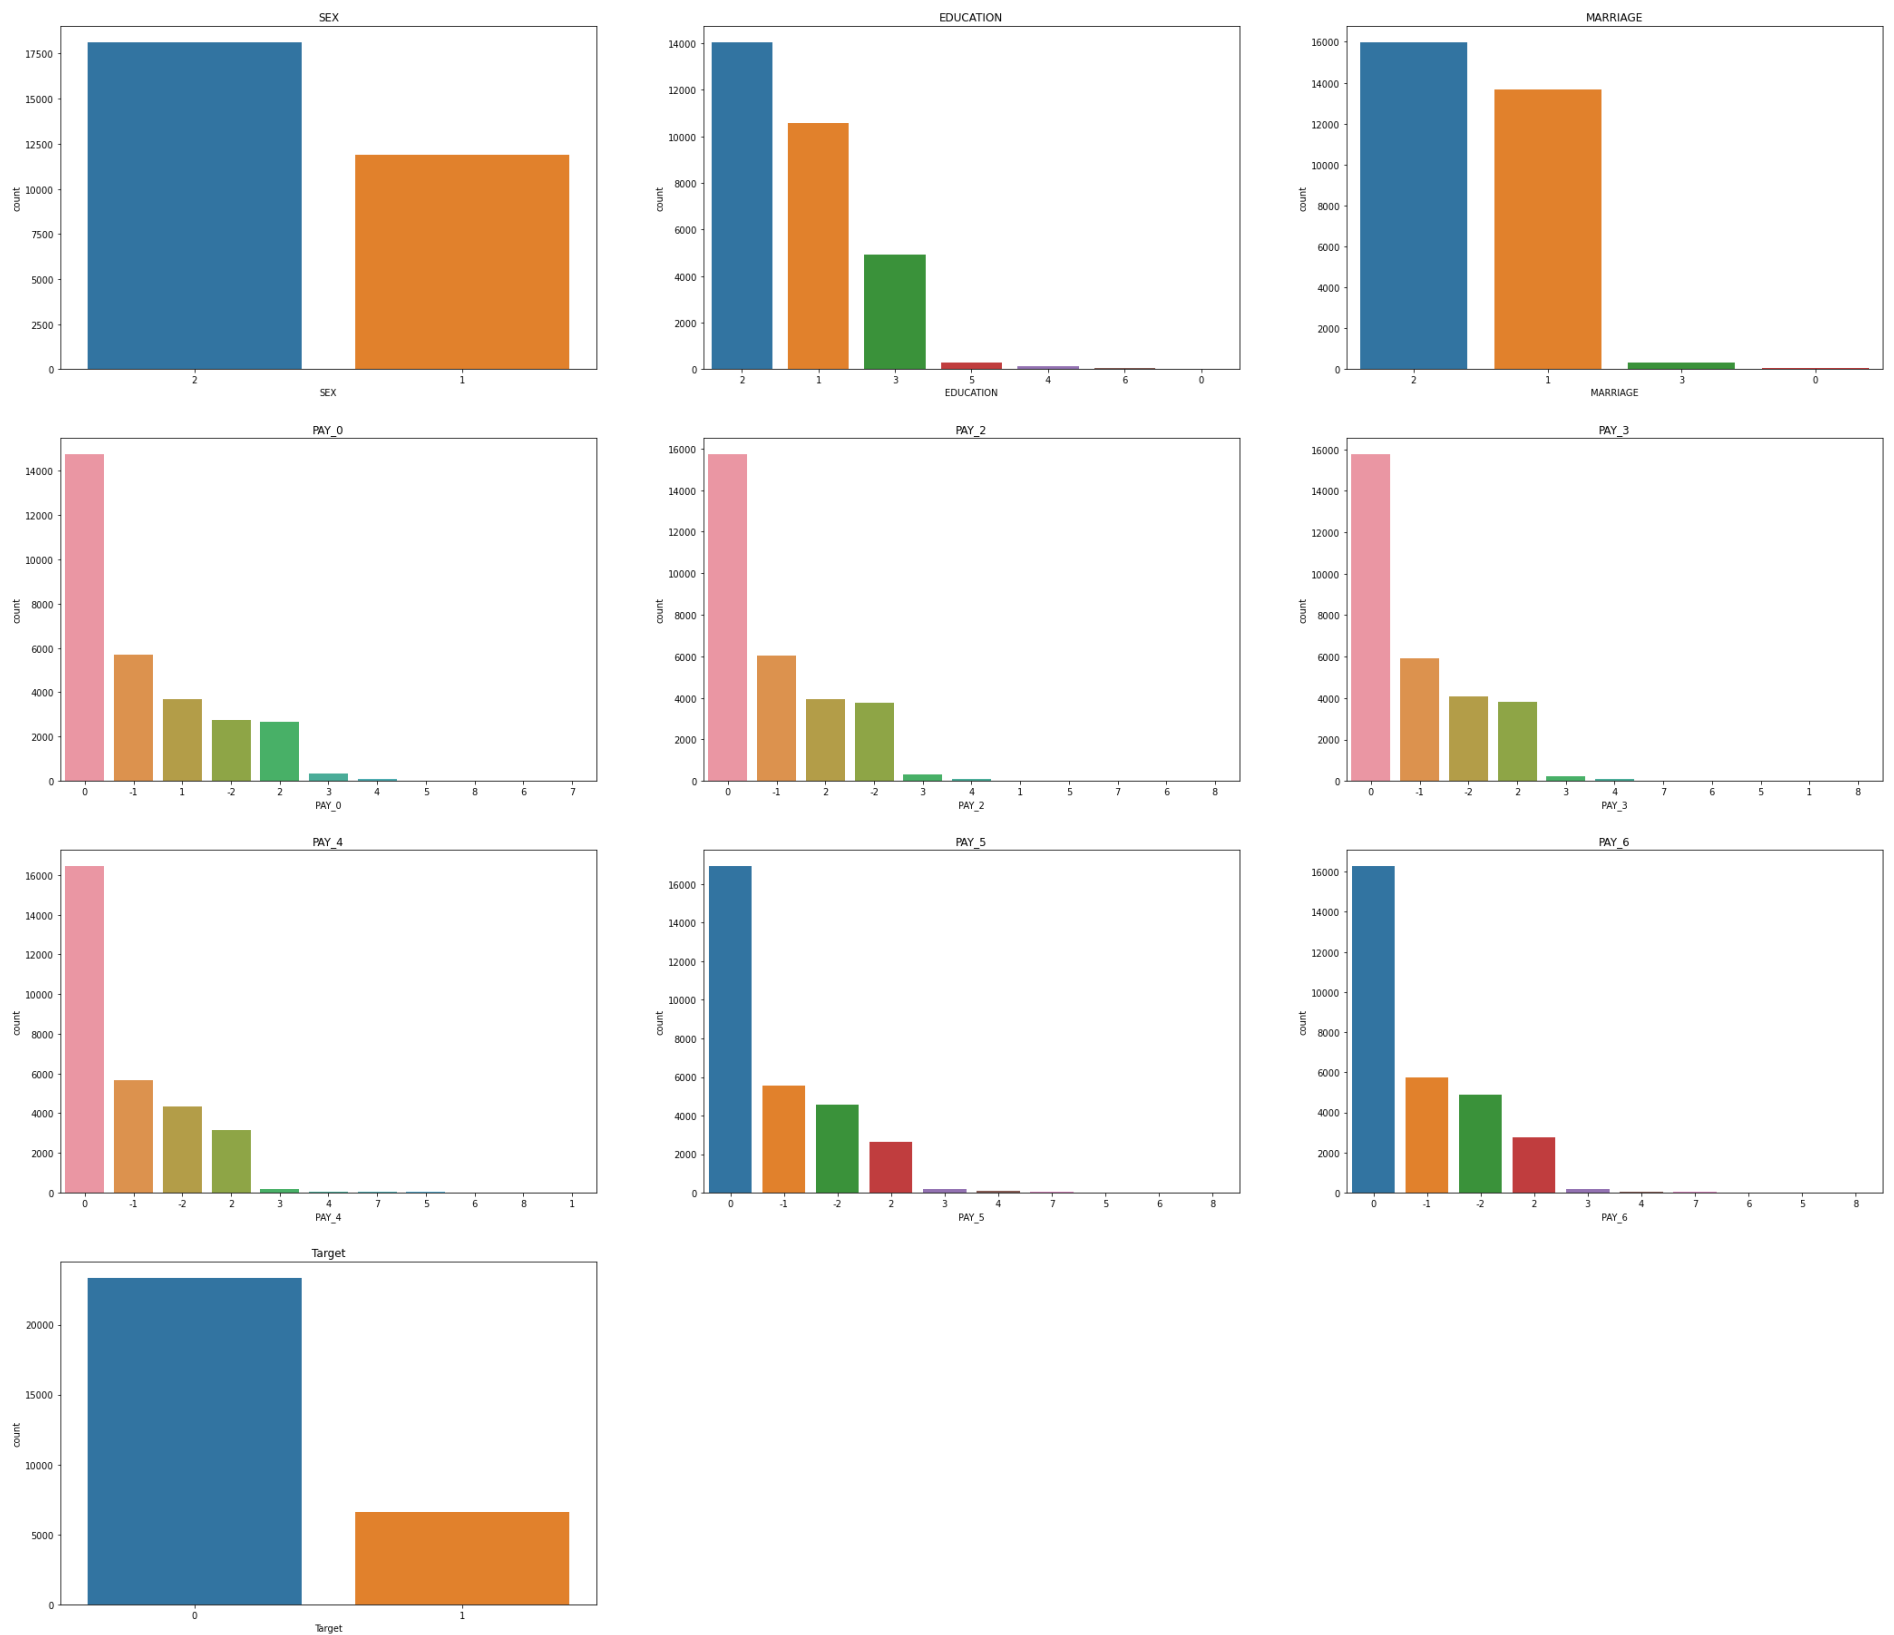 SEX
EDUCATION
MARRIAGE
17500
15000
12500
10000
7500
5000
2500
0
count
2 1
SEX
14000
12000
10000
8000
6000
4000
2000
0
count
2 1 3 5 4 6 0
EDUCATION
16000
14000
12000
10000
8000
6000
4000
2000
0
count
2 1 3 0
MARRIAGE
PAY_0
PAY_2
PAY_3
14000
12000
10000
8000
6000
4000
2000
0
count
0 -1 1 -2 2 3 4 5 8 6 7
PAY_0
16000
14000
12000
10000
8000
6000
4000
2000
0
count
0 -1 2 -2 3 4 1 5 7 6 8
PAY_2
16000
14000
12000
10000
8000
6000
4000
2000
0
count
0 -1 -2 2 3 4 7 6 5 1 8
PAY_3
PAY_4
PAY_5
PAY_6
16000
14000
12000
10000
8000
6000
4000
2000
0
count
0 -1 -2 2 3 4 7 5 6 8 1
PAY_4
16000
14000
12000
10000
8000
6000
4000
2000
0
count
0 -1 -2 2 3 4 7 5 6 8
PAY_5
16000
14000
12000
10000
8000
6000
4000
2000
0
count
0 -1 -2 2 3 4 7 6 5 8
PAY_6
Target
20000
15000
10000
5000
0
count
0 1
Target